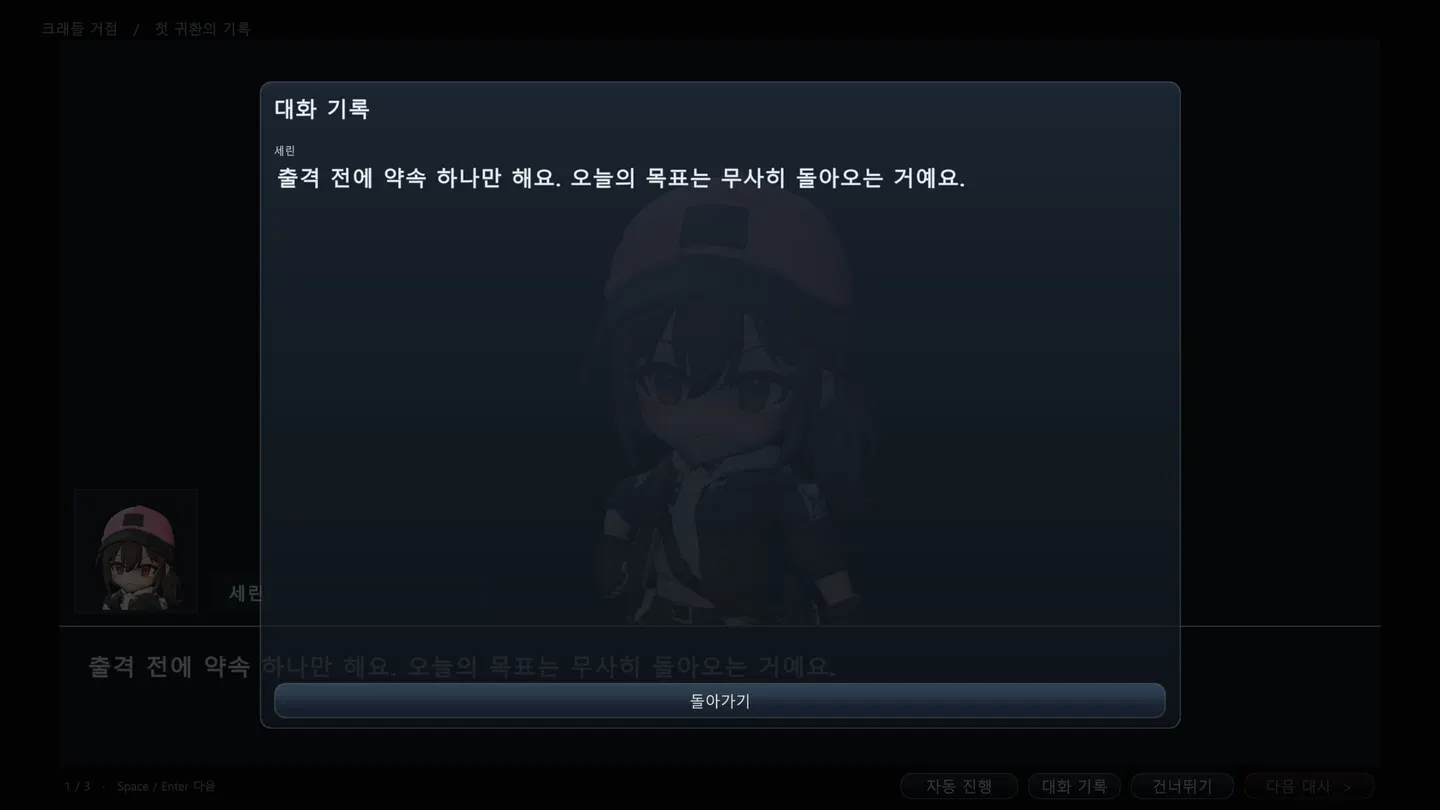 크래들 거점 / 첫 귀환의 기록
대화 기록
세린
출격 전에 약속 하나만 해요. 오늘의 목표는 무사히 돌아오는 거예요.
세린
출격 전에 약속 하나만 해요. 오늘의 목표는 무사히 돌아오는 거예요.
돌아가기
1 / 3 · Space / Enter 다음
자동 진행 대화 기록 건너뛰기 다음 대사 >